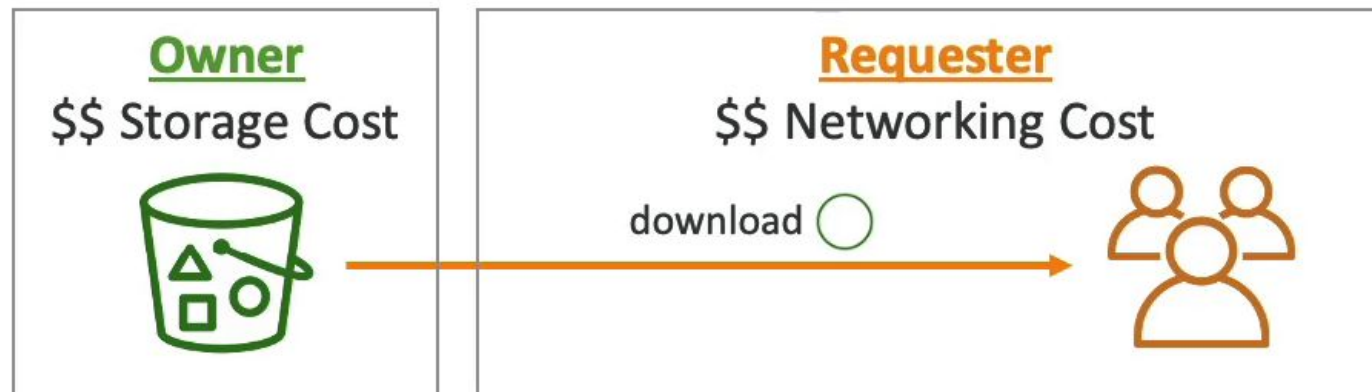 Owner
$$ Storage Cost
Requester
$$ Networking Cost
download